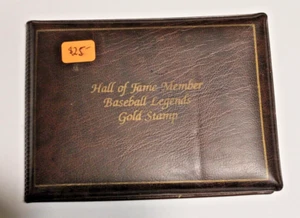 $25-
Hall of Fame Member
Baseball Legends
Gold Stamp